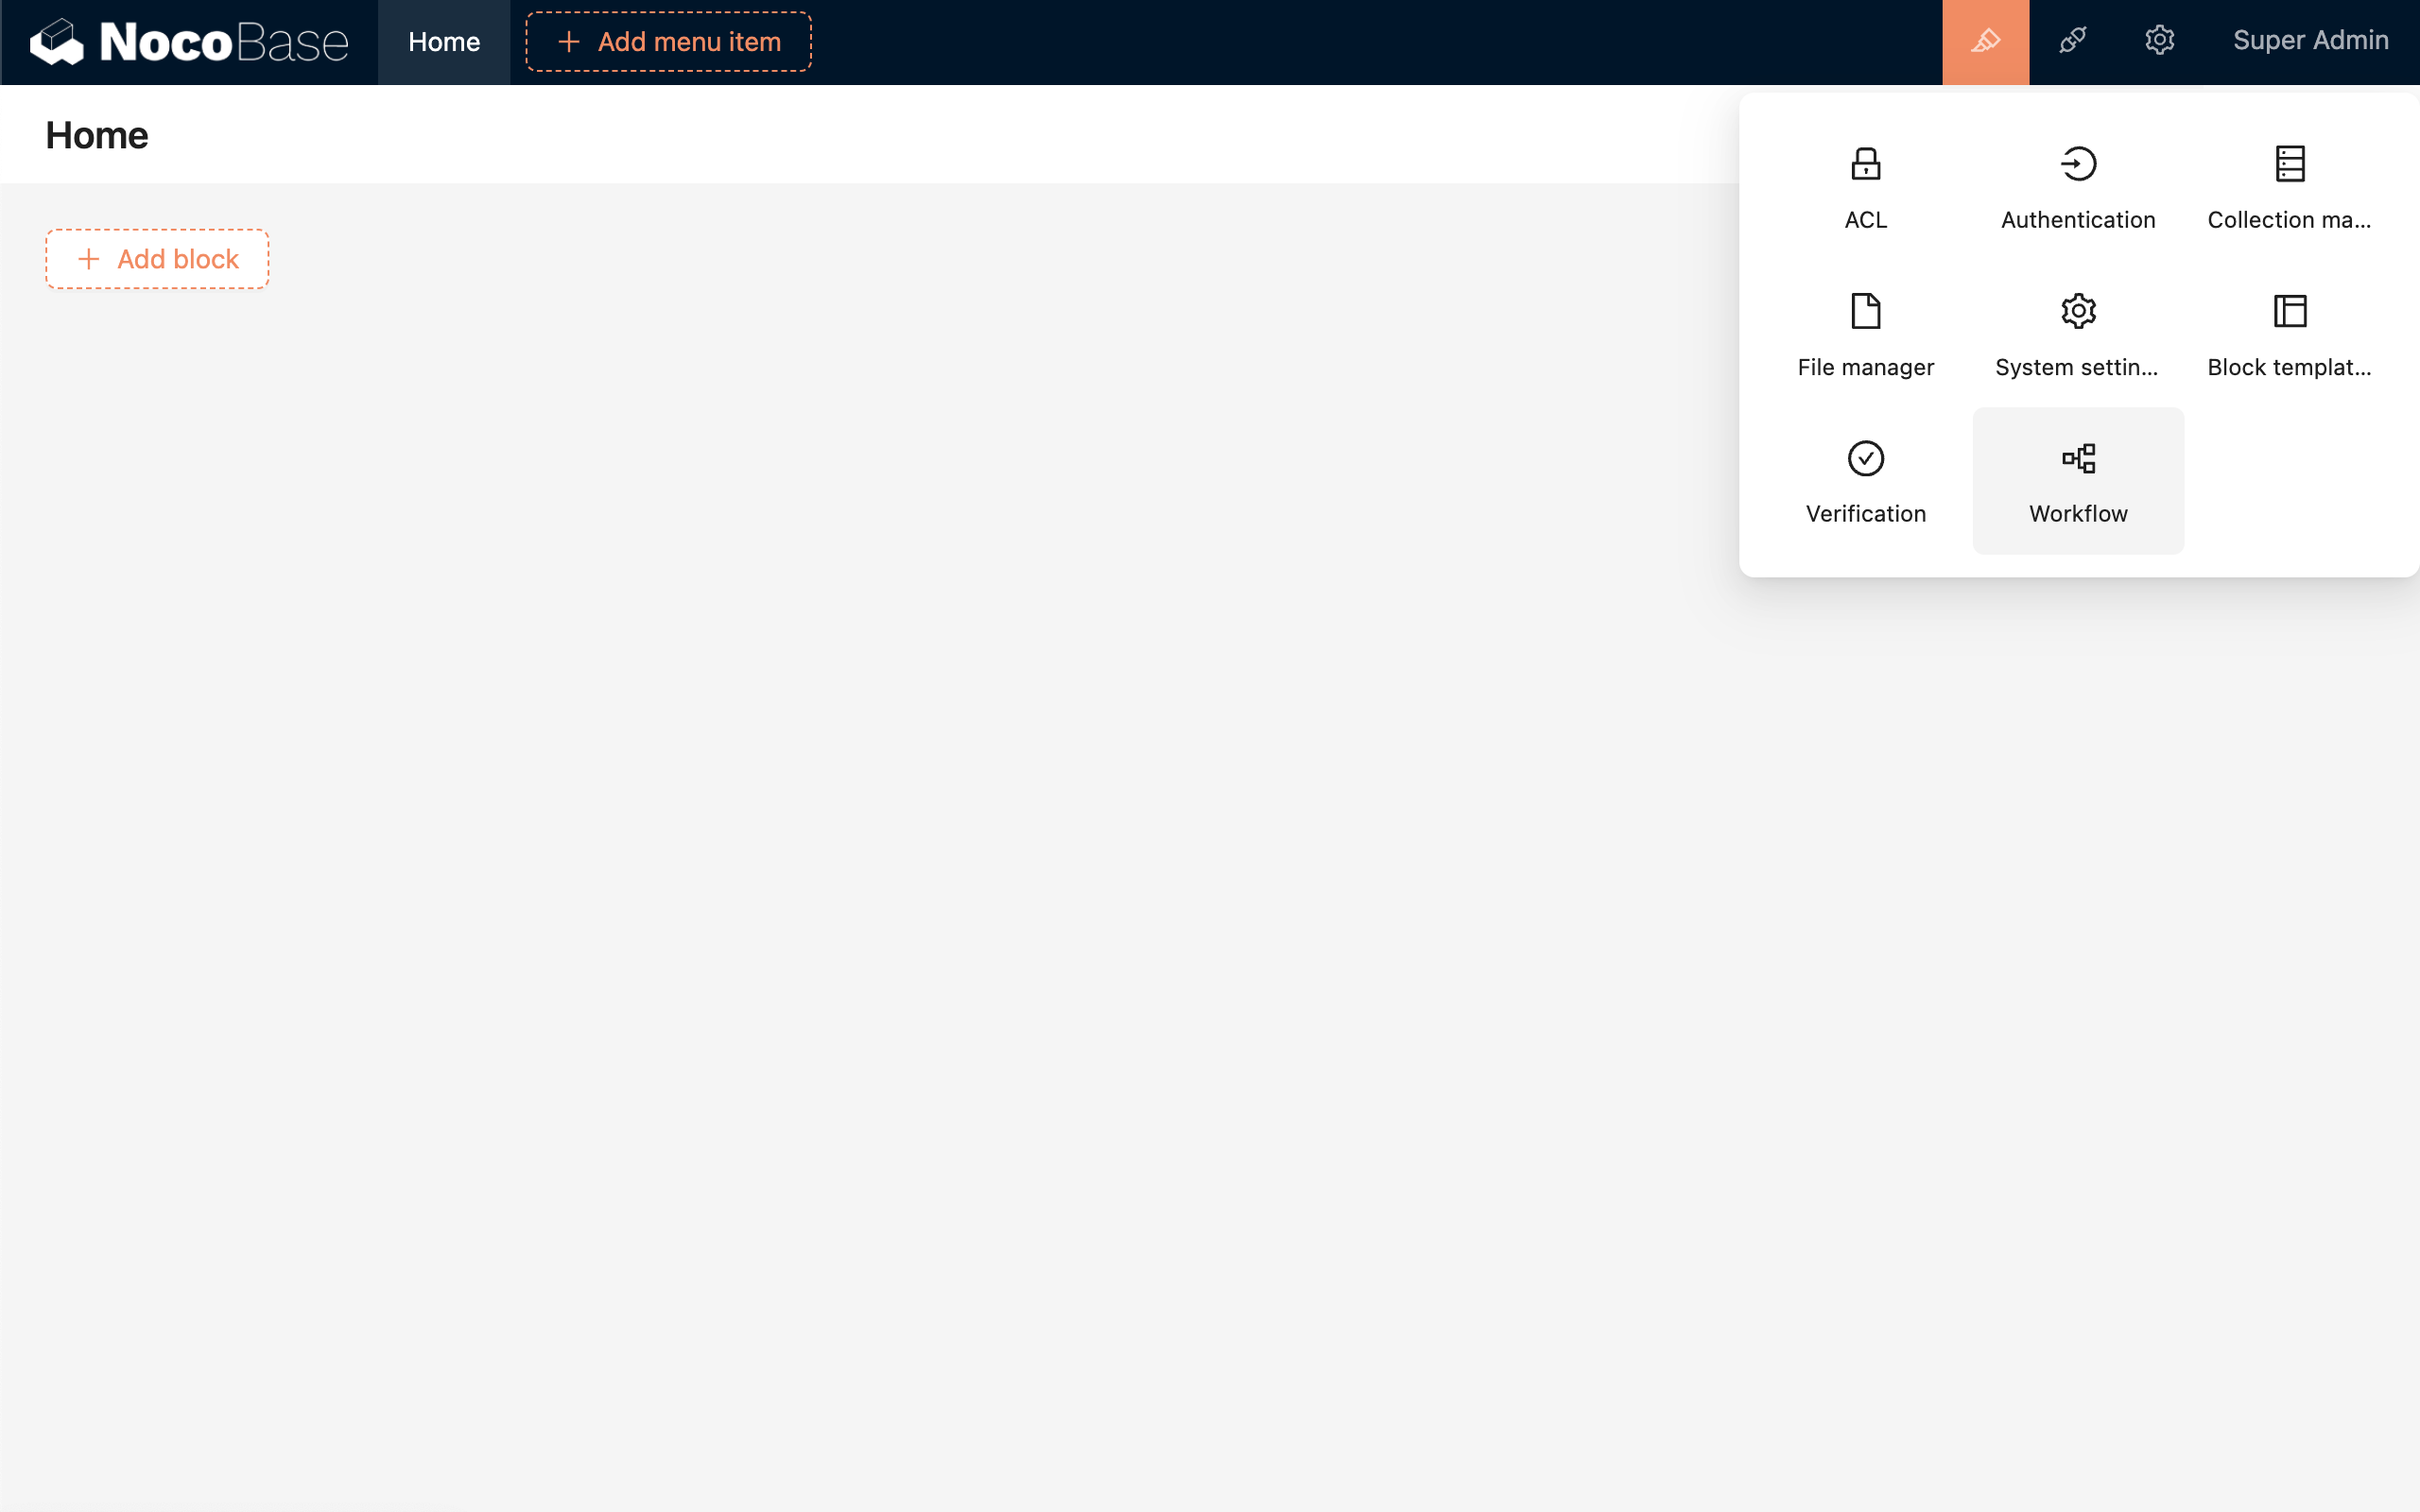 NocoBase
Home
Add menu item
Super Admin
Home
Add block
ACL
Authentication
Collection ma...
File manager
System settin...
Block templat...
Verification
Workflow